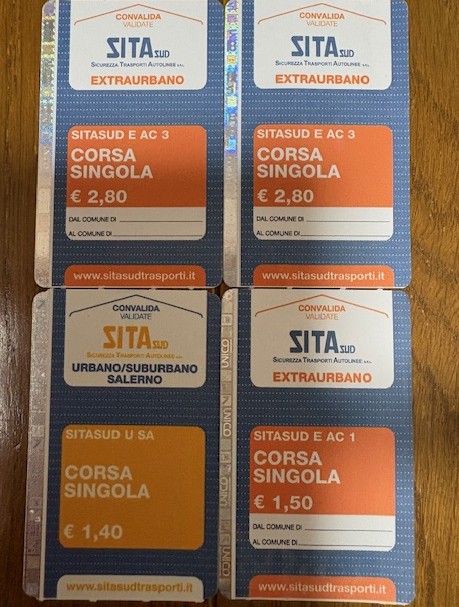 CONVALIDA
VALIDATE
SITA SUD
SICUREZZA TRASPORTI AUTOLINEE s.r.l.
EXTRAURBANO
SITASUD E AC 3
CORSA
SINGOLA
€ 2,80
DAL COMUNE DI
AL COMUNE DI
www.sitasudtrasporti.it
CONVALIDA
VALIDATE
SITA SUD
SICUREZZA TRASPORTI AUTOLINEE s.r.l.
EXTRAURBANO
SITASUD E AC 3
CORSA
SINGOLA
€ 2,80
DAL COMUNE DI
AL COMUNE DI
www.sitasudtrasporti.it
CONVALIDA
VALIDATE
SITA SUD
SICUREZZA TRASPORTI AUTOLINEE s.r.l.
URBANO/SUBURBANO
SALERNO
SITASUD U SA
CORSA
SINGOLA
€ 1,40
www.sitasudtrasporti.it
UNICO
UNICO
UNICO
CONVALIDA
VALIDATE
SITA SUD
SICUREZZA TRASPORTI AUTOLINEE s.r.l.
EXTRAURBANO
SITASUD E AC 1
CORSA
SINGOLA
€ 1,50
DAL COMUNE DI
AL COMUNE DI
www.sitasudtrasporti.it